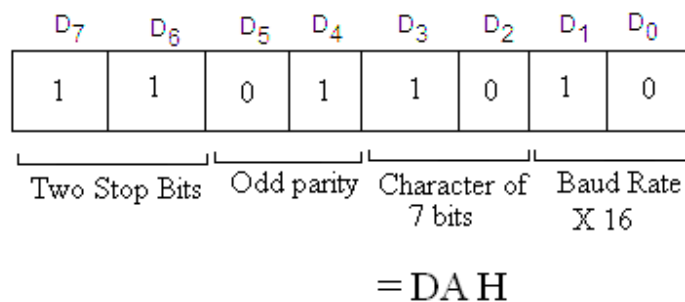 D7 D6 D5 D4 D3 D2 D1 D0
1 1 0 1 1 0 1 0
Two Stop Bits Odd parity Character of 7 bits Baud Rate X 16
= DA H